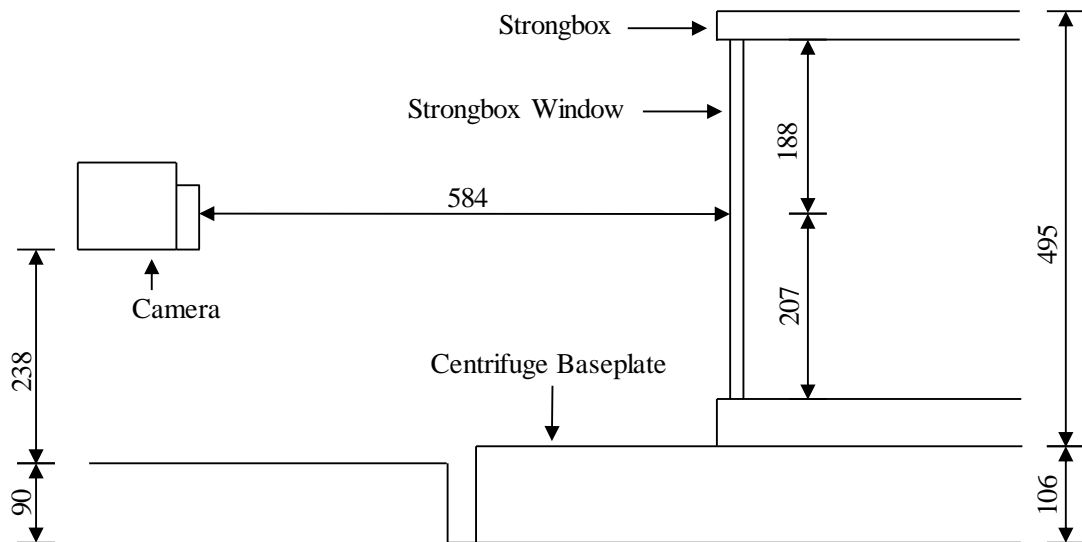 Strongbox
Strongbox Window
188
584
495
Camera
207
238
Centrifuge Baseplate
90
106